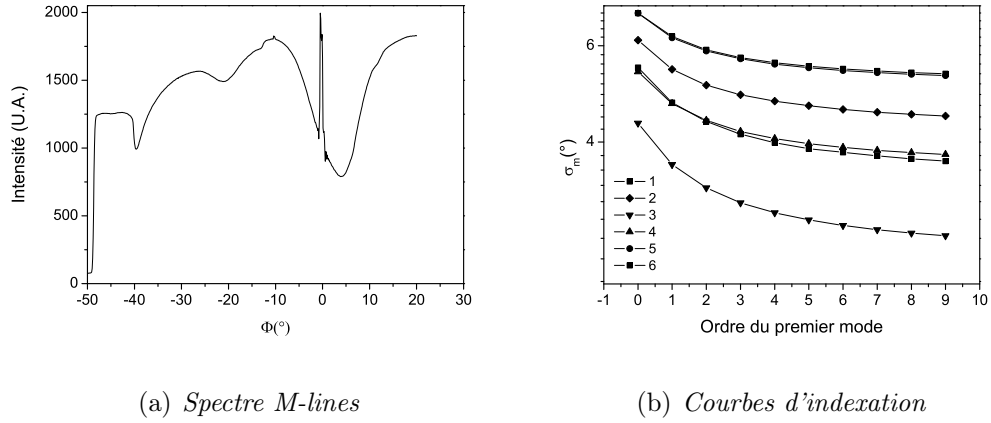 2000
1500
1000
500
0
Intensité (U.A.)
-50 -40 -30 -20 -10 0 10 20 30
Φ(°)
(a) Spectre M-lines
6
4
σm(°)
1
2
3
4
5
6
-1 0 1 2 3 4 5 6 7 8 9 10
Ordre du premier mode
(b) Courbes d'indexation